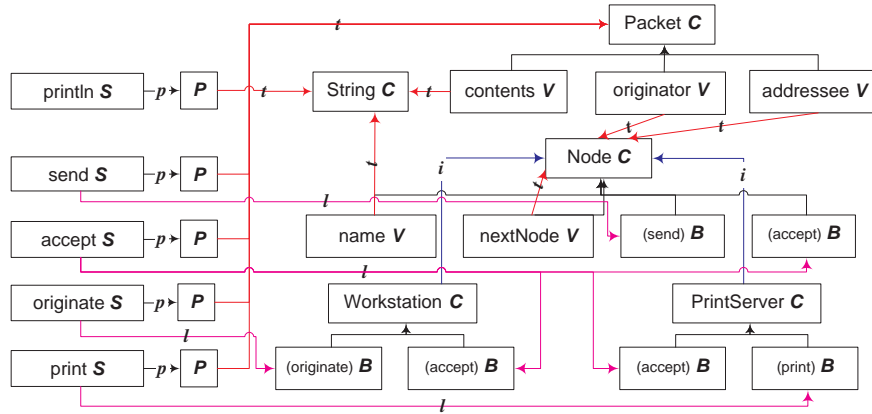 t
Packet C
println S
p
P
t
String C
t
contents V
originator V
addressee V
t
t
t
Node C
i
i
t
send S
p
P
l
accept S
p
P
name V
nextNode V
(send) B
(accept) B
l
l
originate S
p
P
Workstation C
PrintServer C
l
print S
p
P
(originate) B
(accept) B
(accept) B
(print) B
l